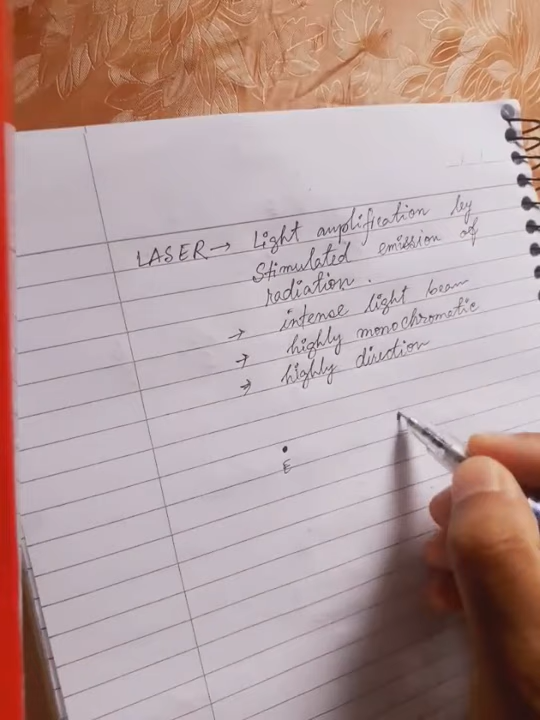 LASER → Light amplification by
Stimulated emission of
radiation.
→ intense light beam
→ highly monochromatic
→ highly direction
E